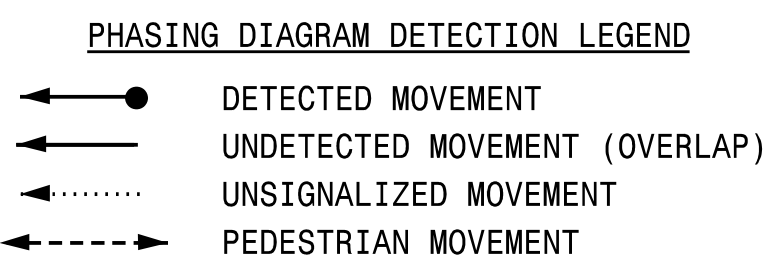 PHASING DIAGRAM DETECTION LEGEND
DETECTED MOVEMENT
UNDETECTED MOVEMENT (OVERLAP)
UNSIGNALIZED MOVEMENT
PEDESTRIAN MOVEMENT